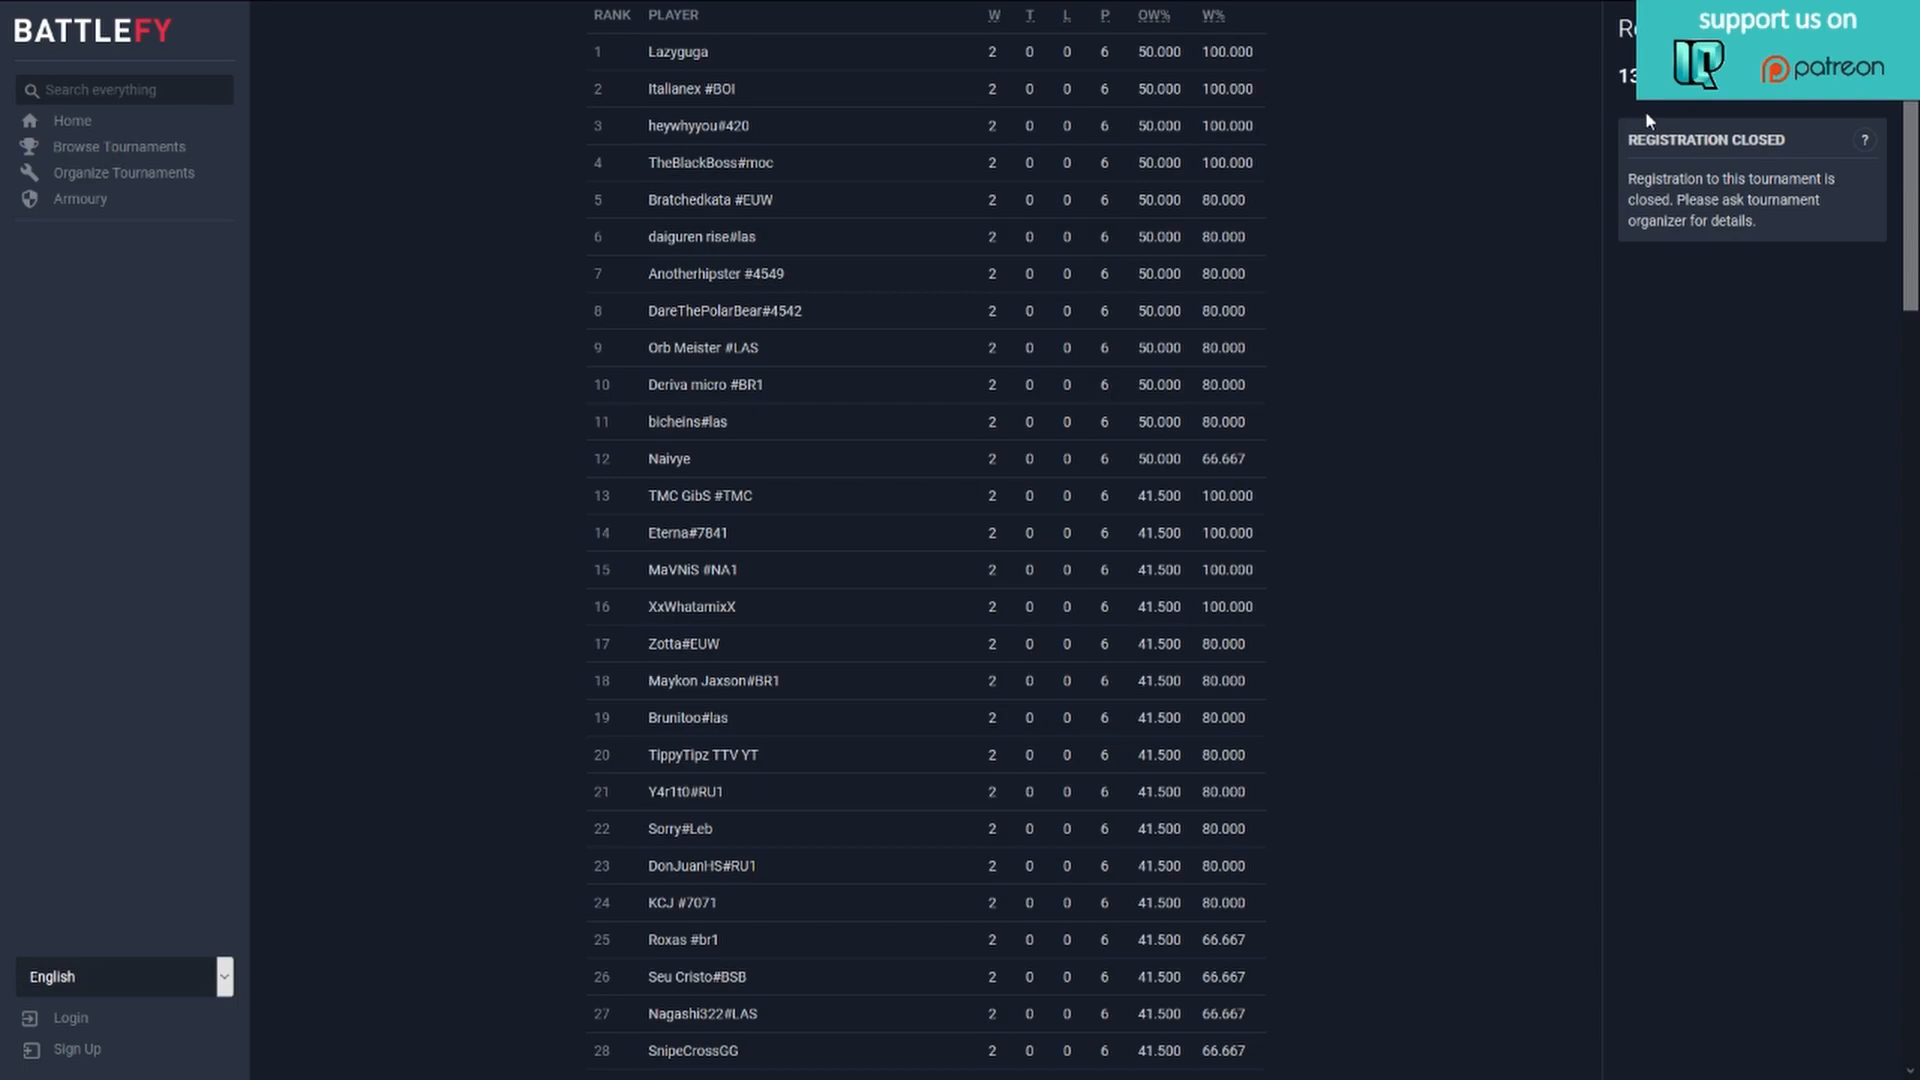 BATTLEFY
Search everything
Home
Browse Tournaments
Organize Tournaments
Armoury
English
Login
Sign Up
RANK PLAYER W T L P OW% W%
1 Lazyguga 2 0 0 6 50.000 100.000
2 Italianex #BOI 2 0 0 6 50.000 100.000
3 heywhyyou#420 2 0 0 6 50.000 100.000
4 TheBlackBoss#moc 2 0 0 6 50.000 100.000
5 Bratchedkata #EUW 2 0 0 6 50.000 80.000
6 daiguren rise#las 2 0 0 6 50.000 80.000
7 Anotherhipster #4549 2 0 0 6 50.000 80.000
8 DareThePolarBear#4542 2 0 0 6 50.000 80.000
9 Orb Meister #LAS 2 0 0 6 50.000 80.000
10 Deriva micro #BR1 2 0 0 6 50.000 80.000
11 bicheins#las 2 0 0 6 50.000 80.000
12 Naivye 2 0 0 6 50.000 66.667
13 TMC GibS #TMC 2 0 0 6 41.500 100.000
14 Eterna#7841 2 0 0 6 41.500 100.000
15 MaVNiS #NA1 2 0 0 6 41.500 100.000
16 XxWhatamixX 2 0 0 6 41.500 100.000
17 Zotta#EUW 2 0 0 6 41.500 80.000
18 Maykon Jaxson#BR1 2 0 0 6 41.500 80.000
19 Brunitoo#las 2 0 0 6 41.500 80.000
20 TippyTipz TTV YT 2 0 0 6 41.500 80.000
21 Y4r1t0#RU1 2 0 0 6 41.500 80.000
22 Sorry#Leb 2 0 0 6 41.500 80.000
23 DonJuanHS#RU1 2 0 0 6 41.500 80.000
24 KCJ #7071 2 0 0 6 41.500 80.000
25 Roxas #br1 2 0 0 6 41.500 66.667
26 Seu Cristo#BSB 2 0 0 6 41.500 66.667
27 Nagashi322#LAS 2 0 0 6 41.500 66.667
28 SnipeCrossGG 2 0 0 6 41.500 66.667
support us on
patreon
REGISTRATION CLOSED ?
Registration to this tournament is
closed. Please ask tournament
organizer for details.